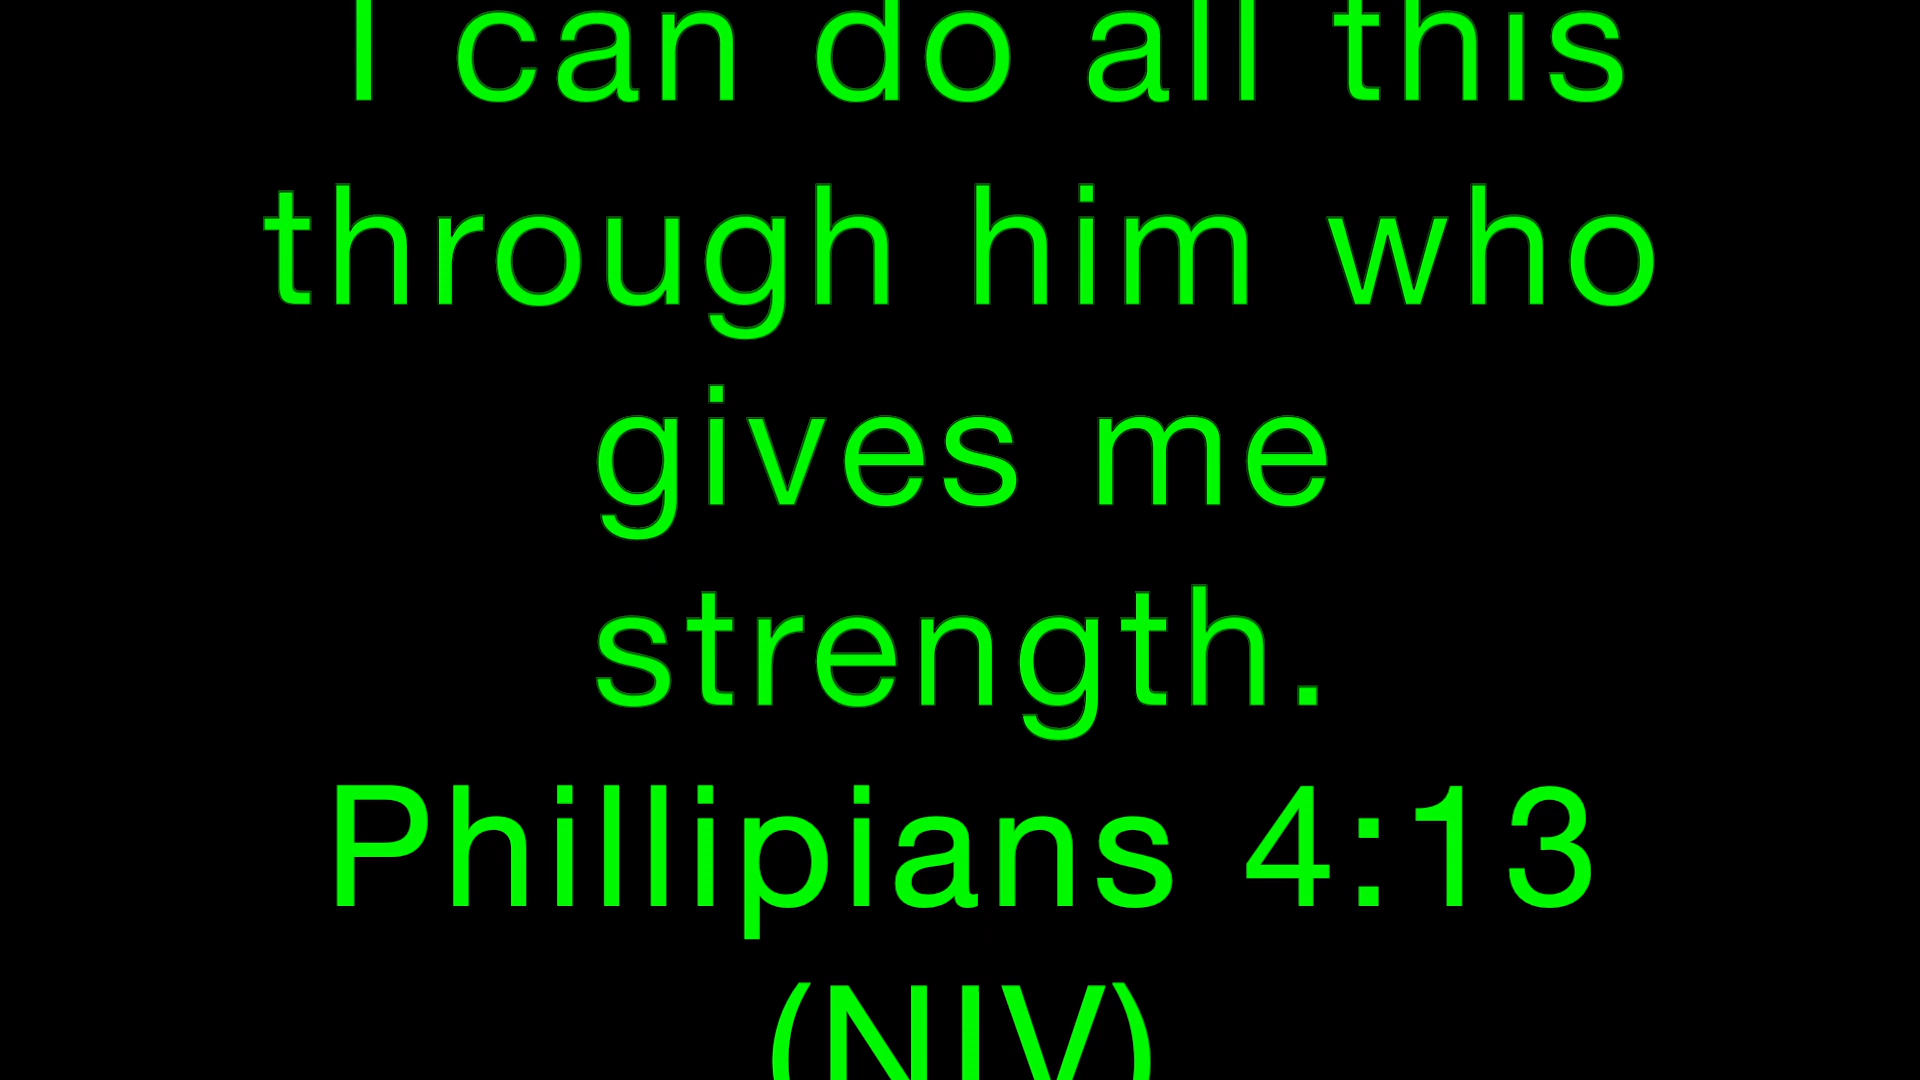 I can do all this
through him who
gives me
strength.
Phillipians 4:13
(NIV)